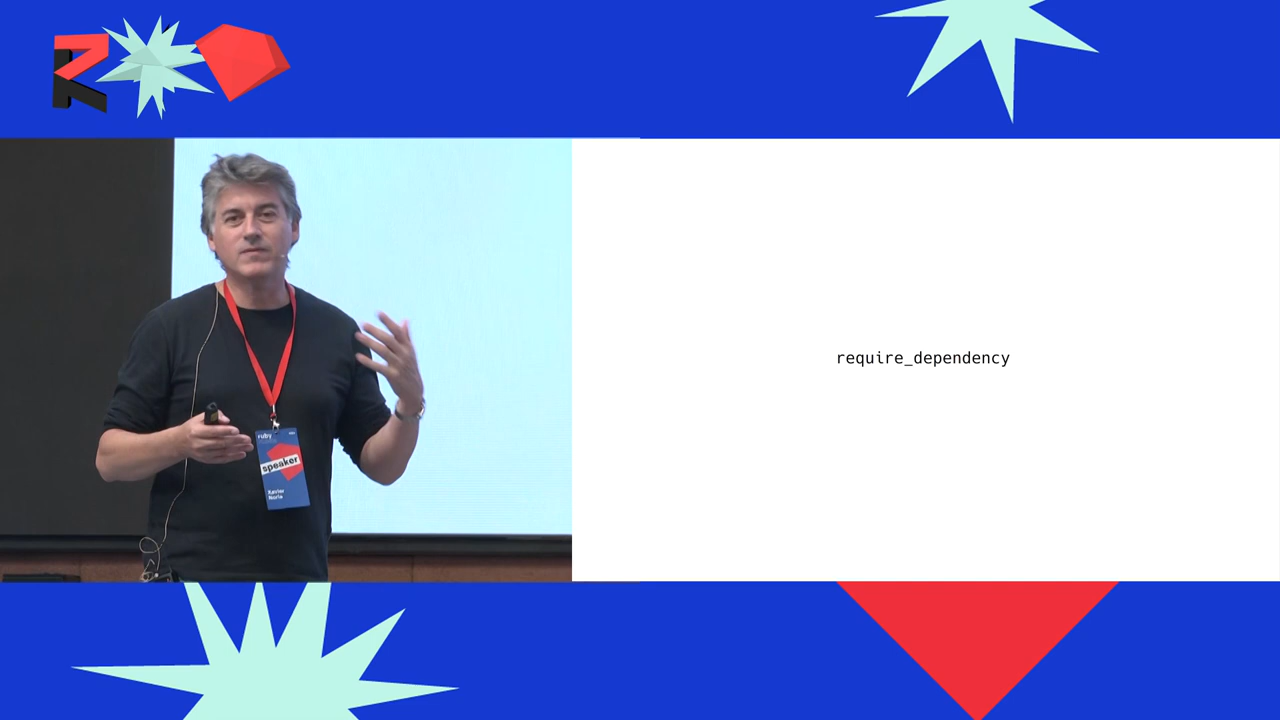 require_dependency
ruby
speaker
Xavier
Noria